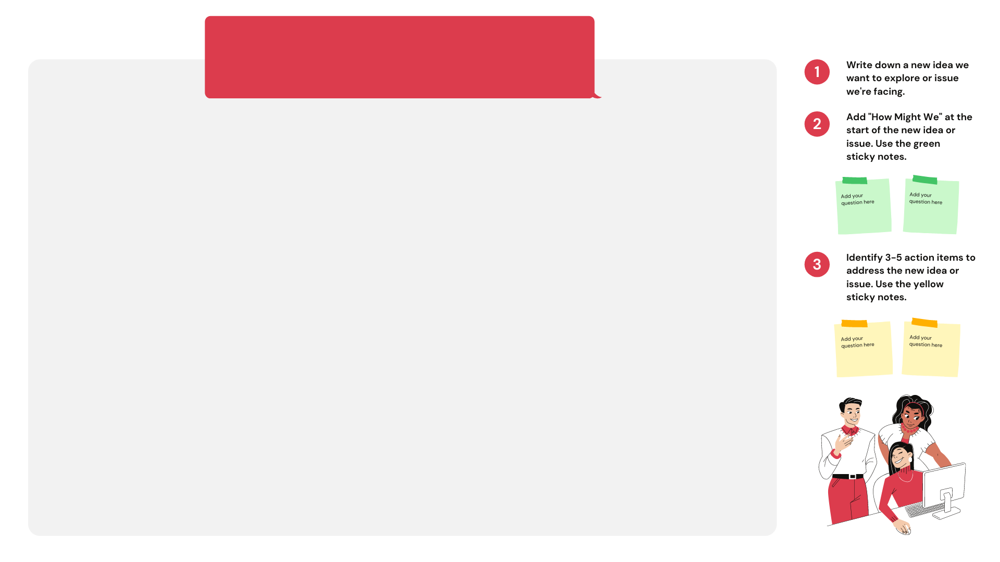 1
Write down a new idea we
want to explore or issue
we're facing.
2
Add "How Might We" at the
start of the new idea or
issue. Use the green
sticky notes.
Add your
question here
Add your
question here
3
Identify 3-5 action items to
address the new idea or
issue. Use the yellow
sticky notes.
Add your
question here
Add your
question here